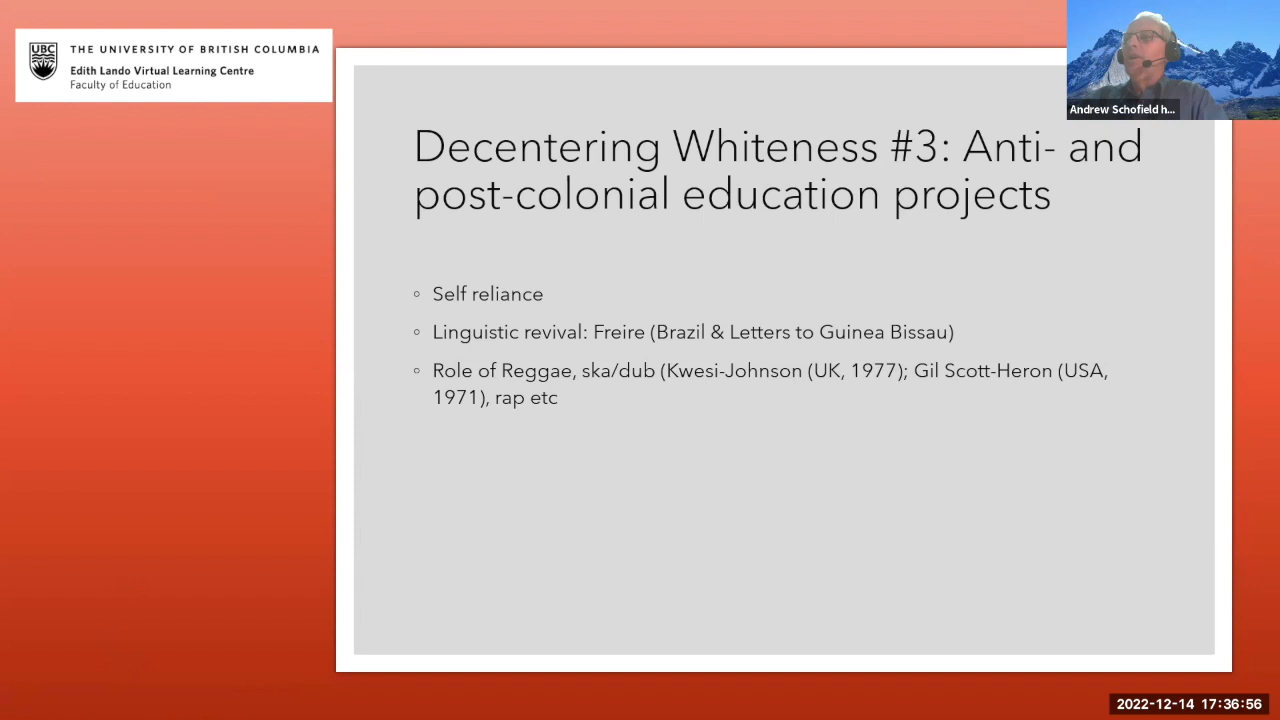 UBC
THE UNIVERSITY OF BRITISH COLUMBIA
Edith Lando Virtual Learning Centre
Faculty of Education
Andrew Schofield h...
Decentering Whiteness #3: Anti- and
post-colonial education projects
Self reliance
Linguistic revival: Freire (Brazil & Letters to Guinea Bissau)
Role of Reggae, ska/dub (Kwesi-Johnson (UK, 1977); Gil Scott-Heron (USA,
1971), rap etc
2022-12-14 17:36:56